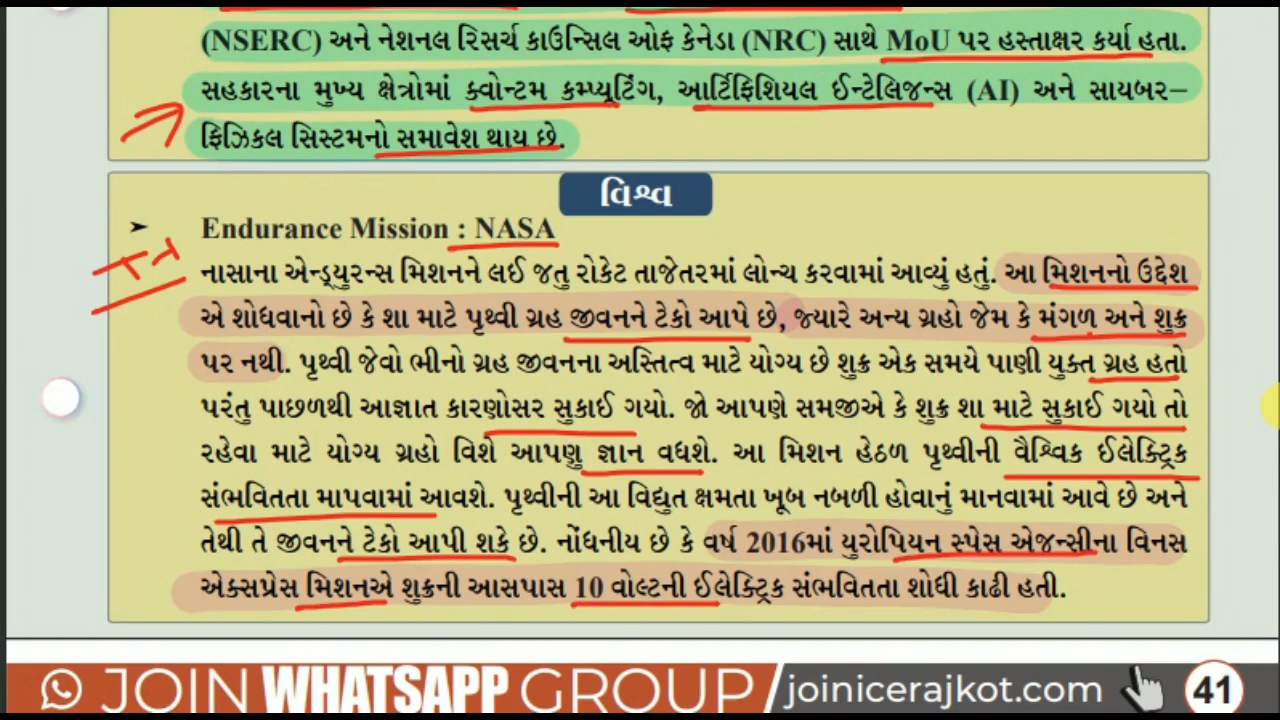 (NSERC) અને નેશનલ રિસર્ચ કાઉન્સિલ ઓફ કેનેડા (NRC) સાથે MoU પર હસ્તાક્ષર કર્યા હતા.
સહકારના મુખ્ય ક્ષેત્રોમાં ક્વોન્ટમ કમ્પ્યૂટિંગ, આર્ટિફિશિયલ ઈન્ટેલિજન્સ (AI) અને સાયબર–
ફિઝિકલ સિસ્ટમનો સમાવેશ થાય છે.
વિશ્વ
➤ Endurance Mission : NASA
નાસાના એન્ડ્યુરન્સ મિશનને લઈ જતુ રોકેટ તાજેતરમાં લોન્ચ કરવામાં આવ્યું હતું. આ મિશનનો ઉદ્દેશ
એ શોધવાનો છે કે શા માટે પૃથ્વી ગ્રહ જીવનને ટેકો આપે છે, જ્યારે અન્ય ગ્રહો જેમ કે મંગળ અને શુક્ર
પર નથી. પૃથ્વી જેવો ભીનો ગ્રહ જીવનના અસ્તિત્વ માટે યોગ્ય છે શુક્ર એક સમયે પાણી યુક્ત ગ્રહ હતો
પરંતુ પાછળથી આજ્ઞાત કારણોસર સુકાઈ ગયો. જો આપણે સમજીએ કે શુક્ર શા માટે સુકાઈ ગયો તો
રહેવા માટે યોગ્ય ગ્રહો વિશે આપણુ જ્ઞાન વધશે. આ મિશન હેઠળ પૃથ્વીની વૈશ્વિક ઈલેક્ટ્રિક
સંભવિતતા માપવામાં આવશે. પૃથ્વીની આ વિદ્યુત ક્ષમતા ખૂબ નબળી હોવાનું માનવામાં આવે છે અને
તેથી તે જીવનને ટેકો આપી શકે છે. નોંધનીય છે કે વર્ષ 2016માં યુરોપિયન સ્પેસ એજન્સીના વિનસ
એક્સપ્રેસ મિશનએ શુક્રની આસપાસ 10 વોલ્ટની ઈલેક્ટ્રિક સંભવિતતા શોધી કાઢી હતી.
JOIN WHATSAPP GROUP joinicerajkot.com 41